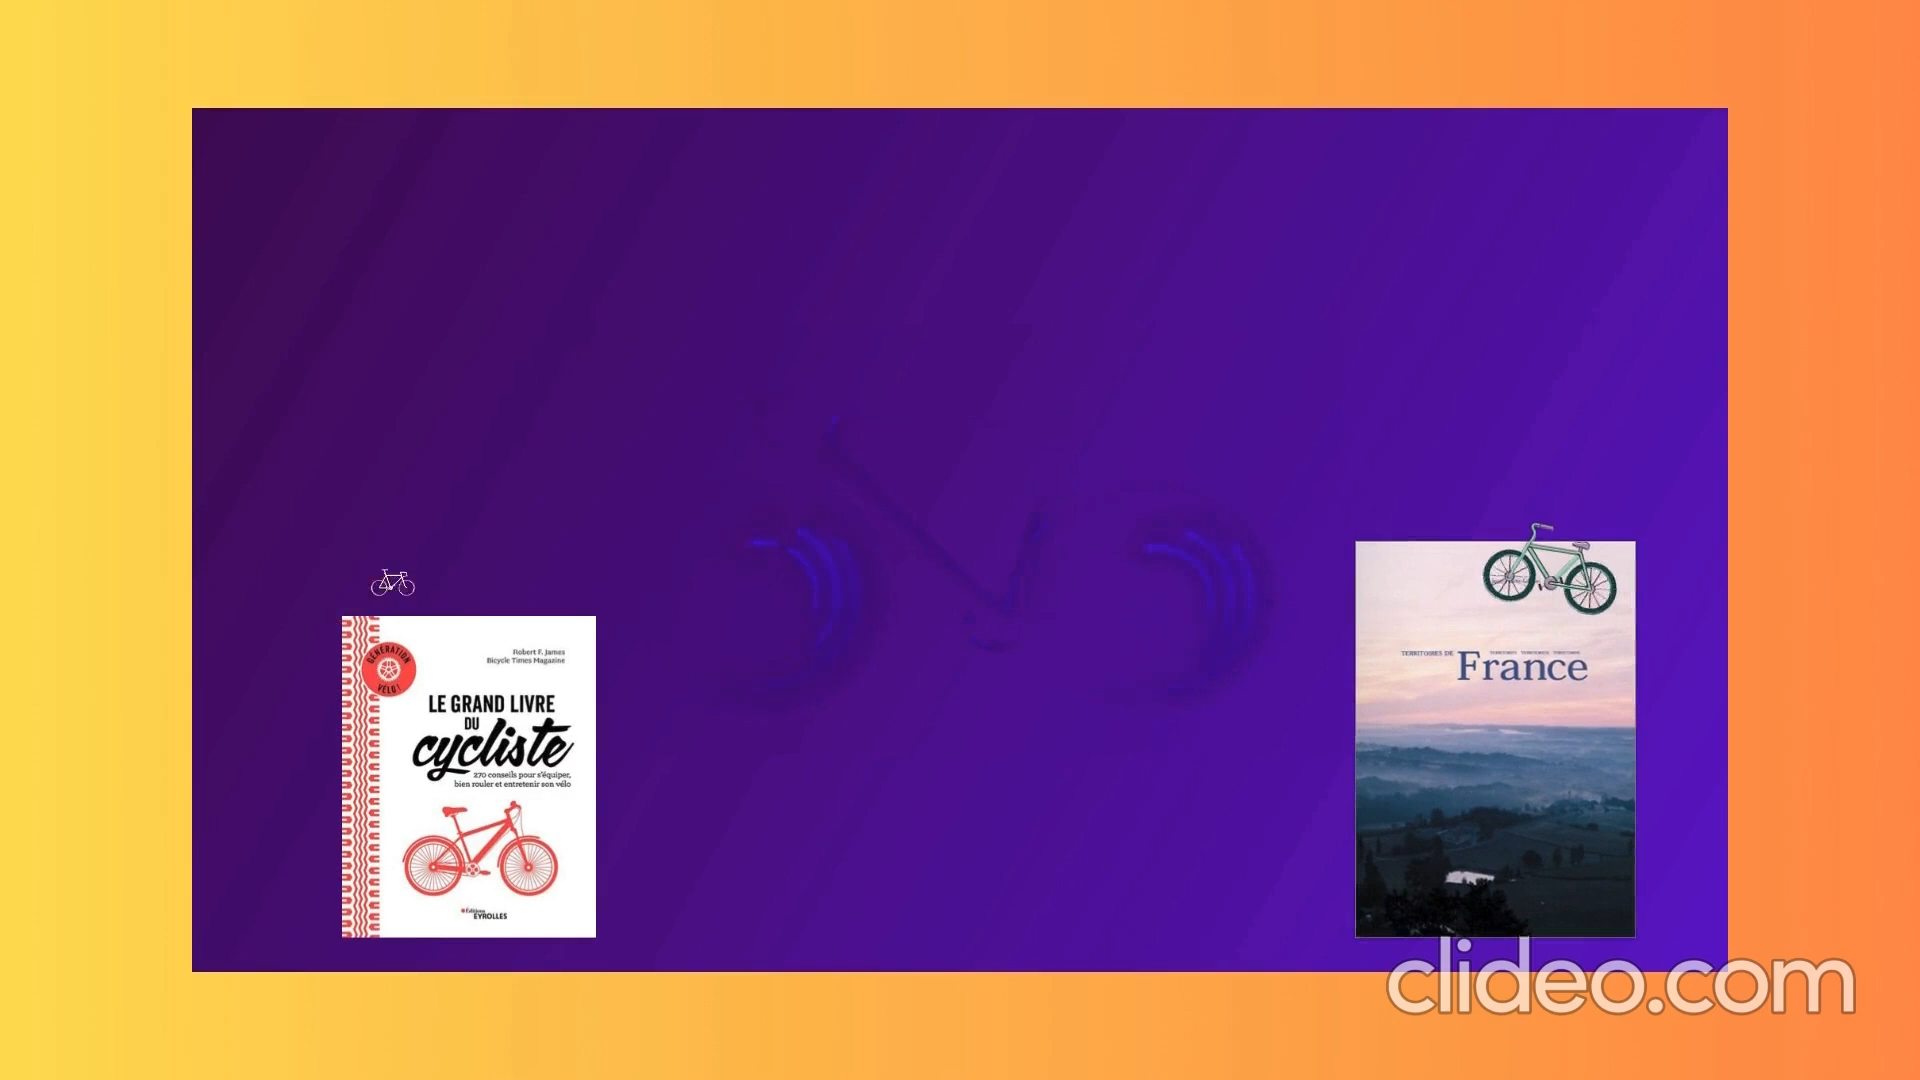 GÉNÉRATION
VÉLO !
Robert F. James
Bicycle Times Magazine
LE GRAND LIVRE
DU
cycliste
270 conseils pour s'équiper,
bien rouler et entretenir son vélo
Éditions
EYROLLES
TERRITOIRES DE
France
clideo.com